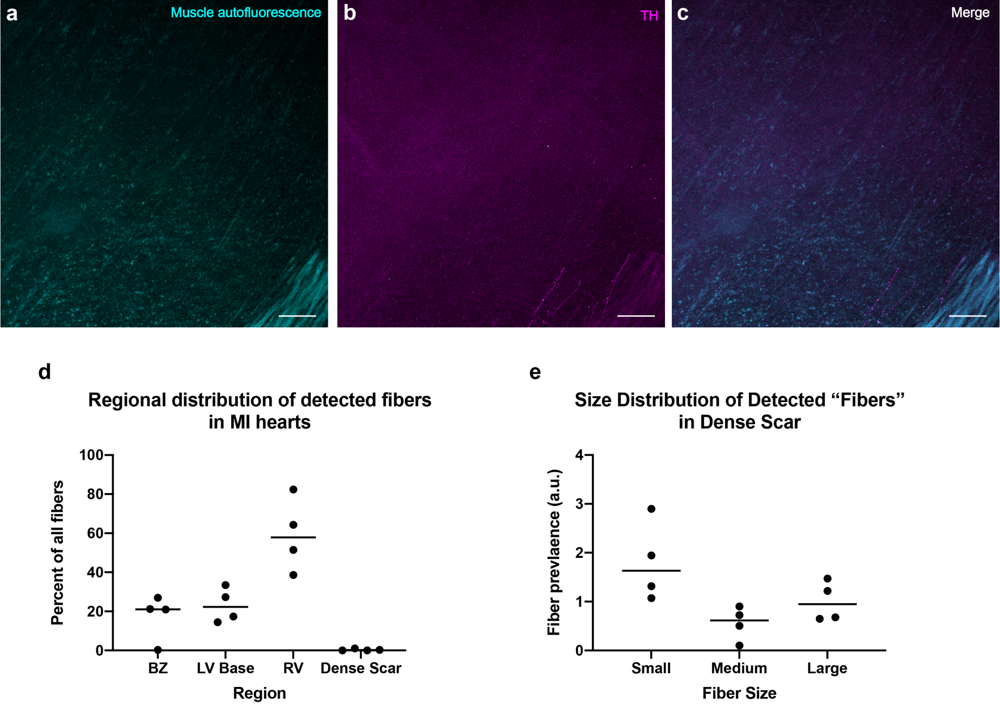 a
Muscle autofluorescence
b
TH
c
Merge
d
Regional distribution of detected fibers
in MI hearts
Percent of all fibers
100
80
60
40
20
0
BZ
LV Base
RV
Dense Scar
Region
e
Size Distribution of Detected “Fibers”
in Dense Scar
Fiber prevlaence (a.u.)
4
3
2
1
0
Small
Medium
Large
Fiber Size